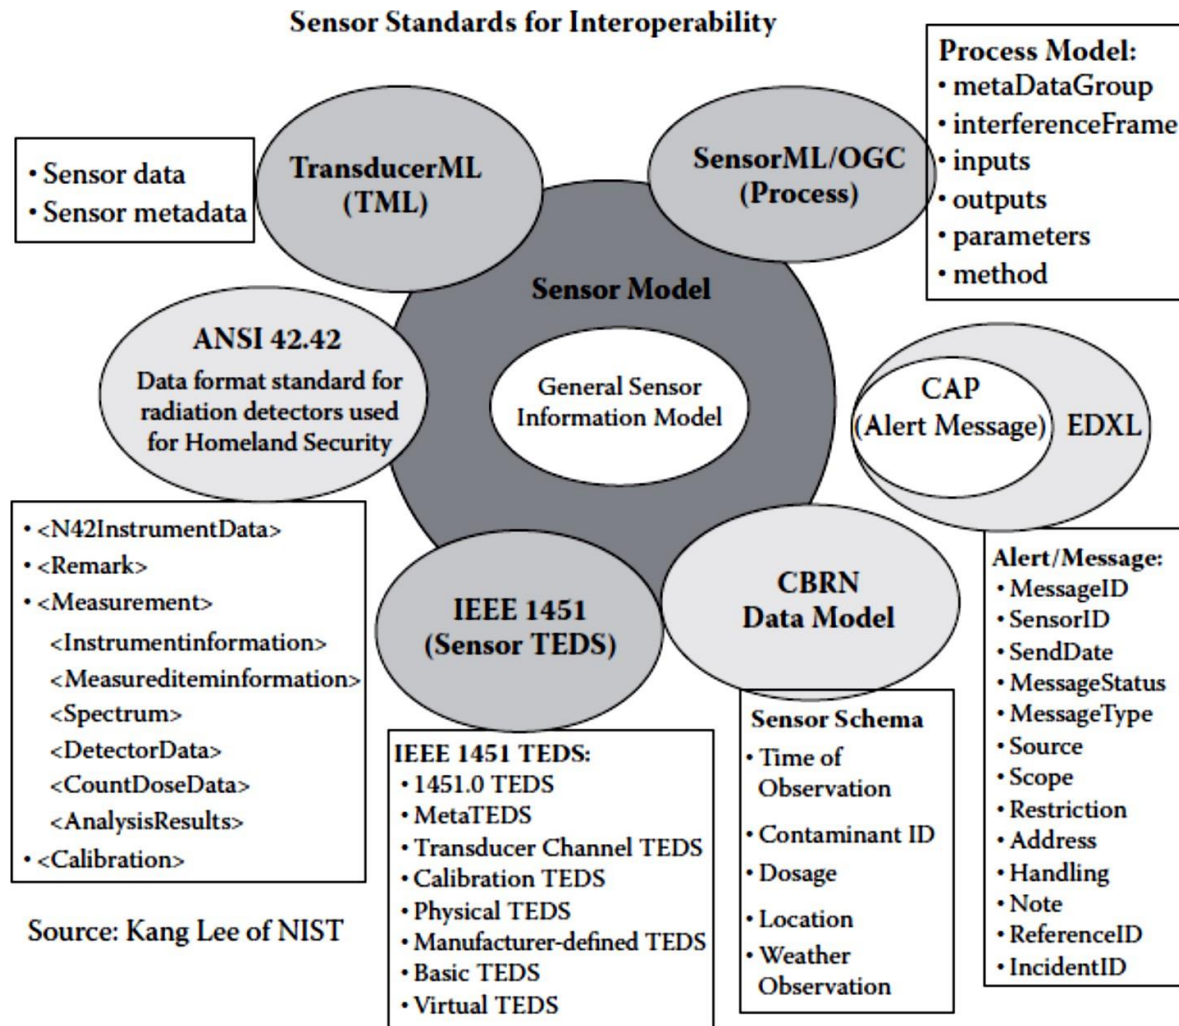 Sensor Standards for Interoperability
TransducerML
(TML)
• Sensor data
• Sensor metadata
SensorML/OGC
(Process)
Process Model:
• metaDataGroup
• interferenceFrame
• inputs
• outputs
• parameters
• method
Sensor Model
General Sensor
Information Model
ANSI 42.42
Data format standard for
radiation detectors used
for Homeland Security
CAP
(Alert Message)
EDXL
• <N42InstrumentData>
• <Remark>
• <Measurement>
<Instrumentinformation>
<Measurediteminformation>
<Spectrum>
<DetectorData>
<CountDoseData>
<AnalysisResults>
• <Calibration>
IEEE 1451
(Sensor TEDS)
IEEE 1451 TEDS:
• 1451.0 TEDS
• MetaTEDS
• Transducer Channel TEDS
• Calibration TEDS
• Physical TEDS
• Manufacturer-defined TEDS
• Basic TEDS
• Virtual TEDS
CBRN
Data Model
Sensor Schema
• Time of
Observation
• Contaminant ID
• Dosage
• Location
• Weather
Observation
Alert/Message:
• MessageID
• SensorID
• SendDate
• MessageStatus
• MessageType
• Source
• Scope
• Restriction
• Address
• Handling
• Note
• ReferenceID
• IncidentID
Source: Kang Lee of NIST